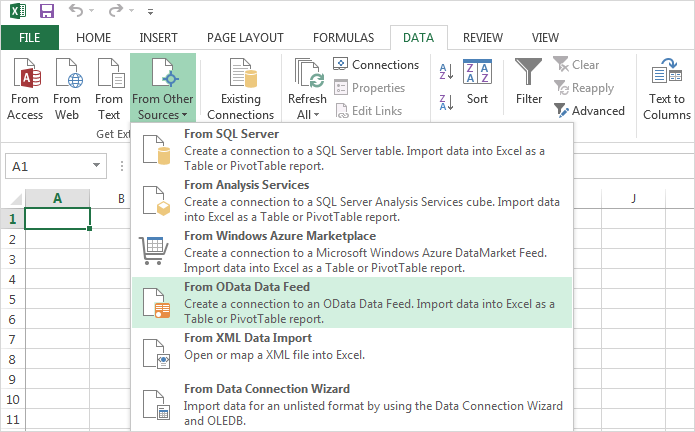 FILE HOME INSERT PAGE LAYOUT FORMULAS DATA REVIEW VIEW
From Access
From Web
From Text
From Other Sources
Existing Connections
Refresh All
Connections
Properties
Edit Links
A Z
Z A
Z A A Z
Sort
Filter
Clear
Reapply
Advanced
Text to Columns
Get Ext
A1
From SQL Server
Create a connection to a SQL Server table. Import data into Excel as a
Table or PivotTable report.
From Analysis Services
Create a connection to a SQL Server Analysis Services cube. Import data
into Excel as a Table or PivotTable report.
From Windows Azure Marketplace
Create a connection to a Microsoft Windows Azure DataMarket Feed.
Import data into Excel as a Table or PivotTable report.
From OData Data Feed
Create a connection to an OData Data Feed. Import data into Excel as a
Table or PivotTable report.
From XML Data Import
Open or map a XML file into Excel.
From Data Connection Wizard
Import data for an unlisted format by using the Data Connection Wizard
and OLEDB.
A B J
1
2
3
4
5
6
7
8
9
10
11